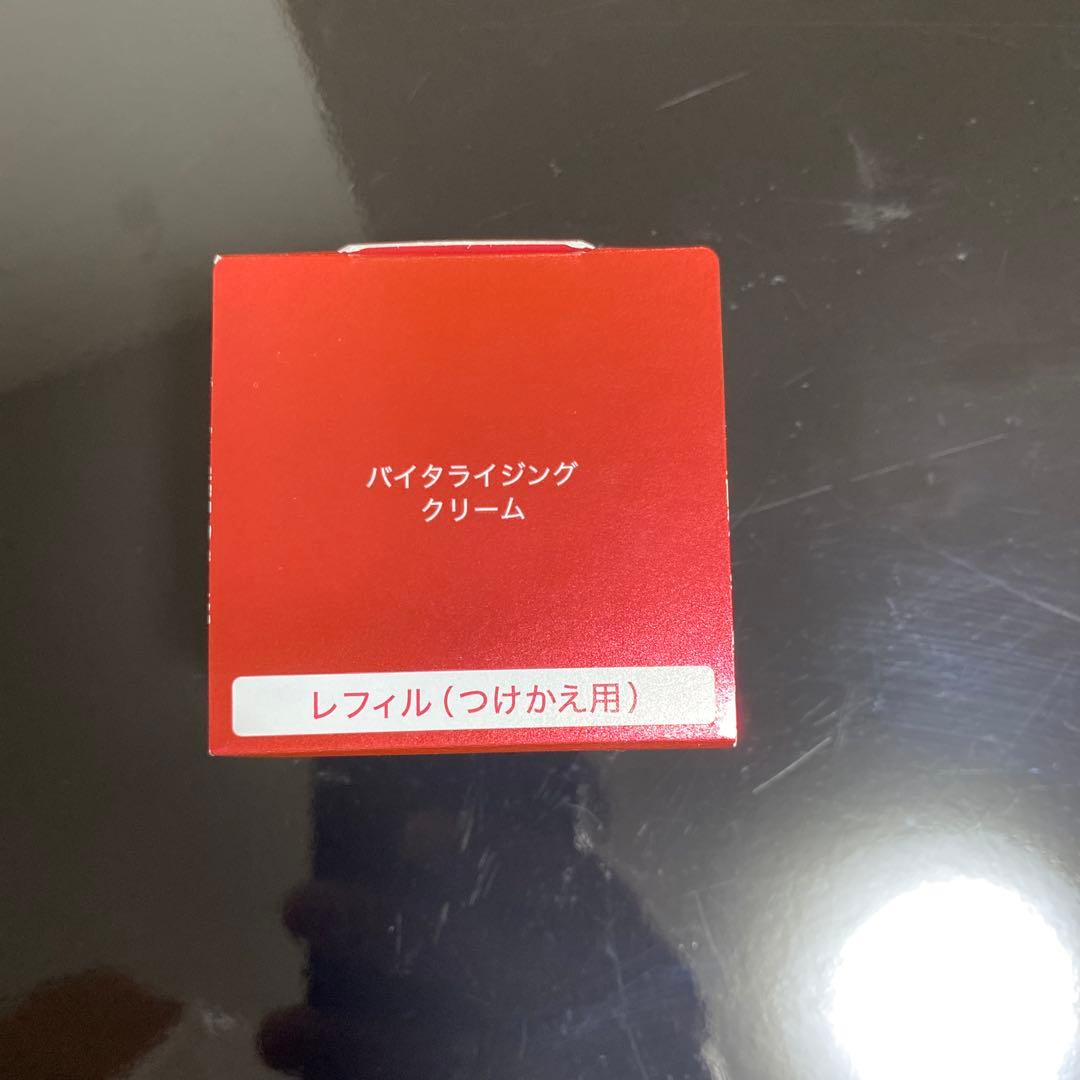 バイタライジング
クリーム
レフィル(つけかえ用)